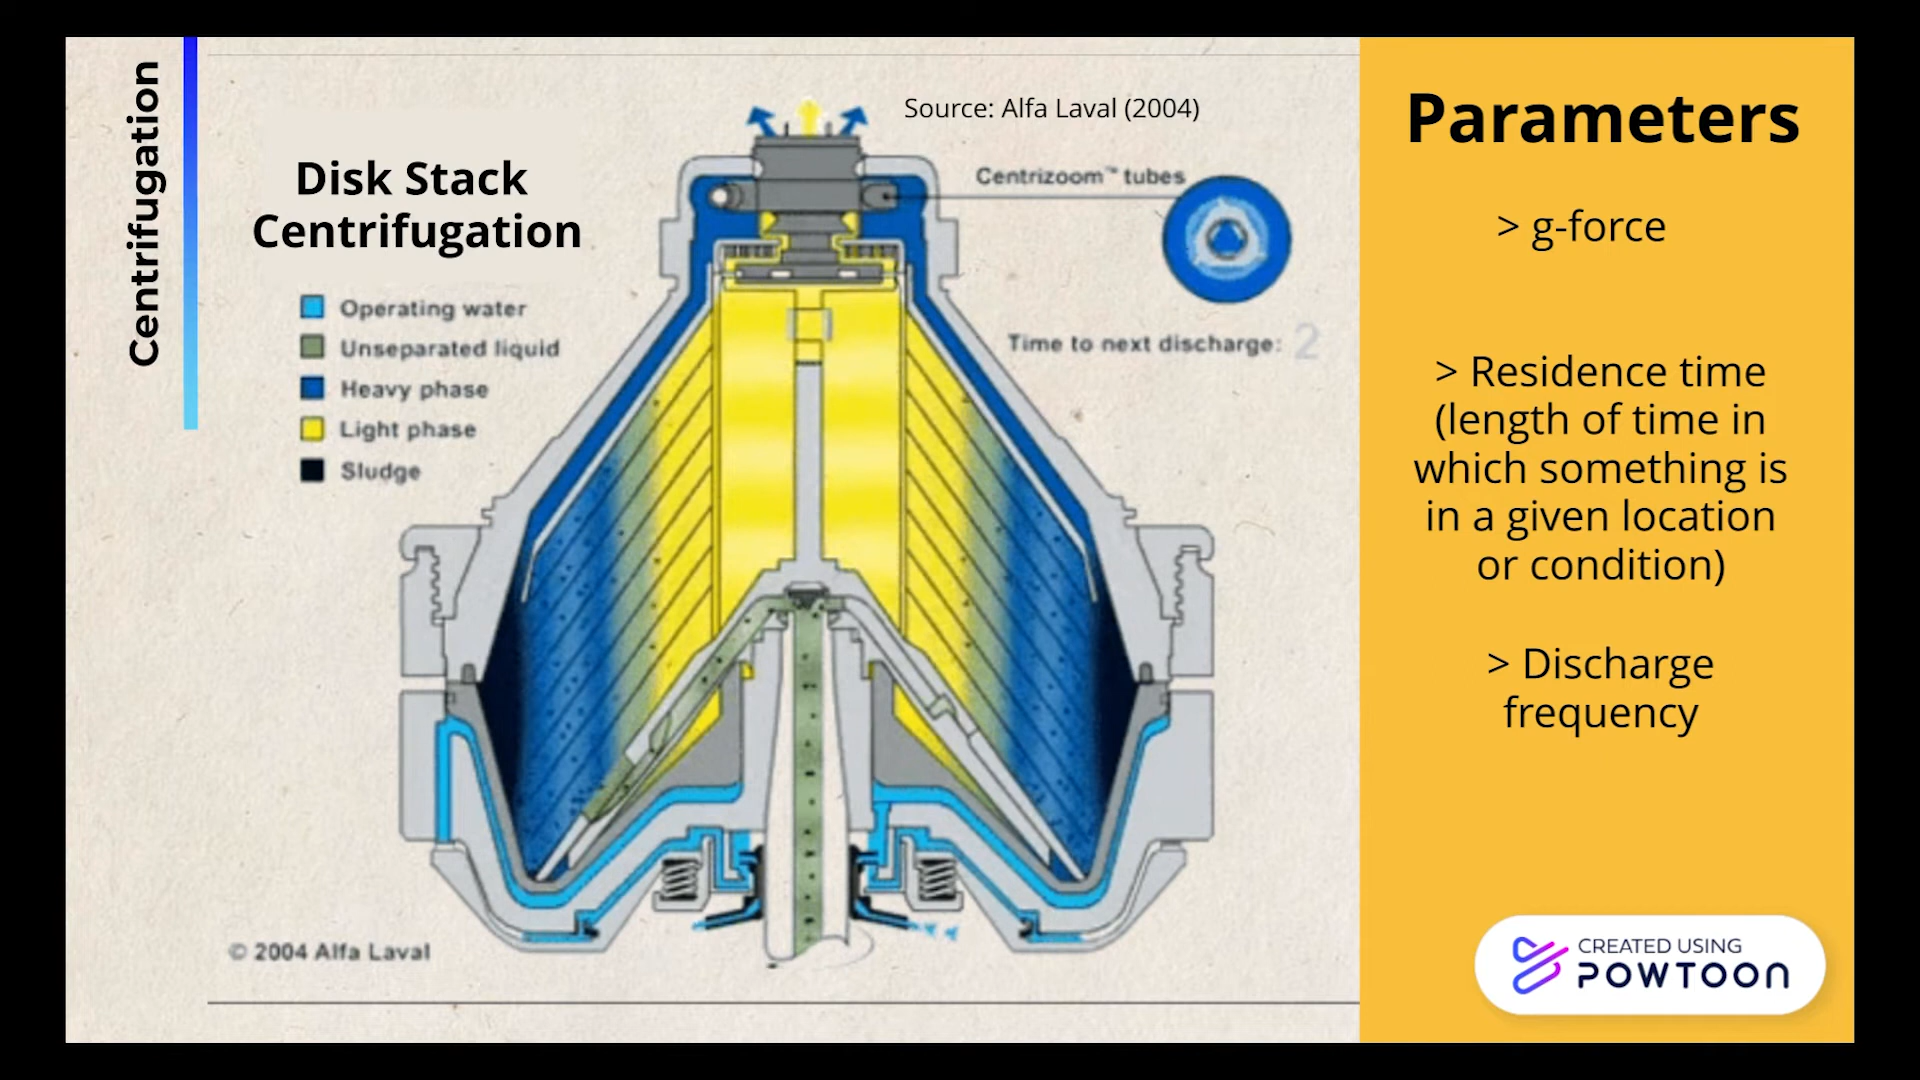 Centrifugation
Disk Stack
Centrifugation
Source: Alfa Laval (2004)
Centrizoom™ tubes
Operating water
Unseparated liquid
Heavy phase
Light phase
Sludge
Time to next discharge: 2
© 2004 Alfa Laval
Parameters
> g-force
> Residence time
(length of time in
which something is
in a given location
or condition)
> Discharge
frequency
CREATED USING
POWTOON